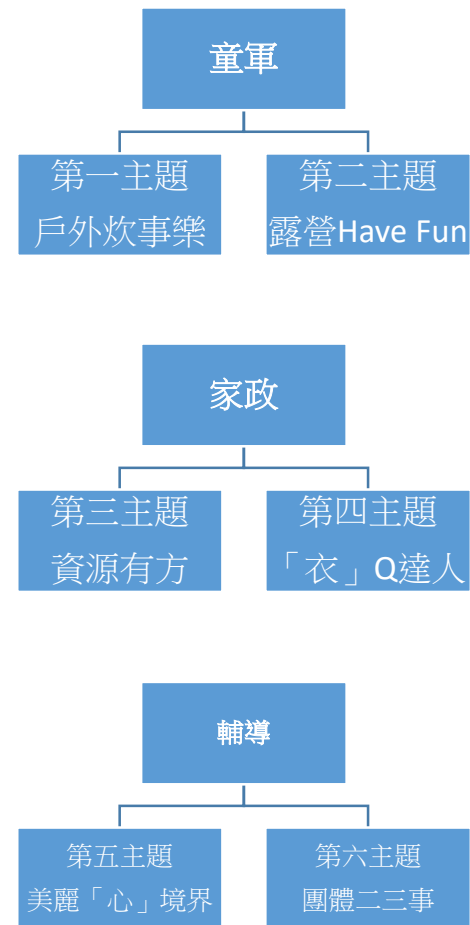 童軍
第一主題
戶外炊事樂
第二主題
露營Have Fun
家政
第三主題
資源有方
第四主題
「衣」Q達人
輔導
第五主題
美麗「心」境界
第六主題
團體二三事